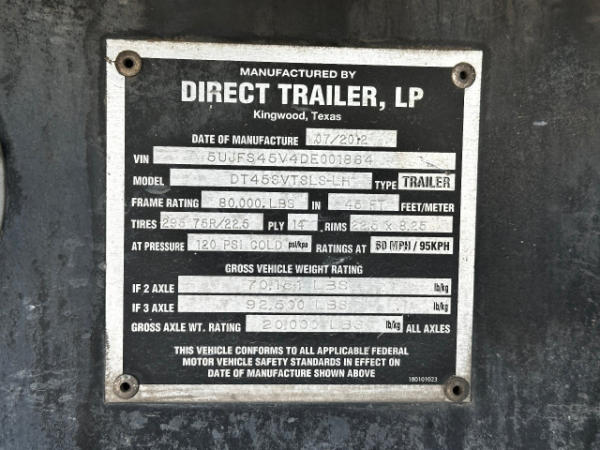 MANUFACTURED BY
DIRECT TRAILER, LP
Kingwood, Texas
DATE OF MANUFACTURE 07/2012
VIN 5UJFS45V4DE001864
MODEL DT45SVTSLS-LH TYPE TRAILER
FRAME RATING 80,000. LBS IN 45 FT FEET/METER
TIRES 295 75R/22.5 PLY 14 RIMS 22.5 x 8.25
AT PRESSURE 120 PSI COLD psi/kpa RATINGS AT 60 MPH / 95KPH
GROSS VEHICLE WEIGHT RATING
IF 2 AXLE LBS lb/kg
IF 3 AXLE 92,500 LBS lb/kg
GROSS AXLE WT. RATING 20,000 LBS lb/kg ALL AXLES
THIS VEHICLE CONFORMS TO ALL APPLICABLE FEDERAL
MOTOR VEHICLE SAFETY STANDARDS IN EFFECT ON
DATE OF MANUFACTURE SHOWN ABOVE
180101023